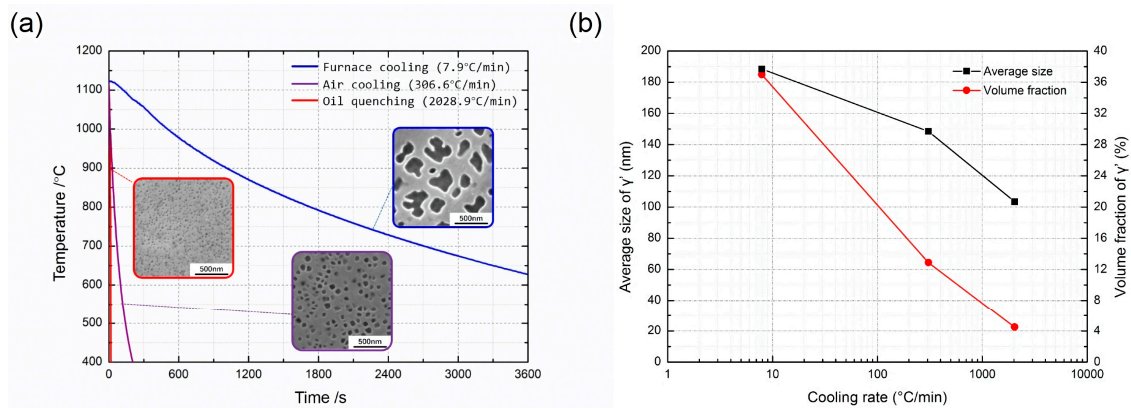 (a)
Temperature /°C
1200
1100
1000
900
800
700
600
500
400
Furnace cooling (7.9℃/min)
Air cooling (306.6℃/min)
Oil quenching (2028.9℃/min)
500nm
500nm
500nm
0
600
1200
1800
2400
3000
3600
Time /s
(b)
Average size of γ' (nm)
200
180
160
140
120
100
80
60
40
20
0
Average size
Volume fraction
40
36
32
28
24
20
16
12
8
4
0
Volume fraction of γ' (%)
1
10
100
1000
10000
Cooling rate (°C/min)